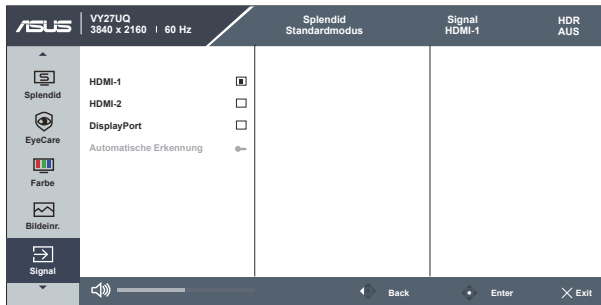 ASUS
VY27UQ
3840 x 2160 | 60 Hz
Splendid
Standardmodus
Signal
HDMI-1
HDR
AUS
Splendid
EyeCare
Farbe
Bildeinr.
Signal
HDMI-1
HDMI-2
DisplayPort
Automatische Erkennung
Back
Enter
Exit